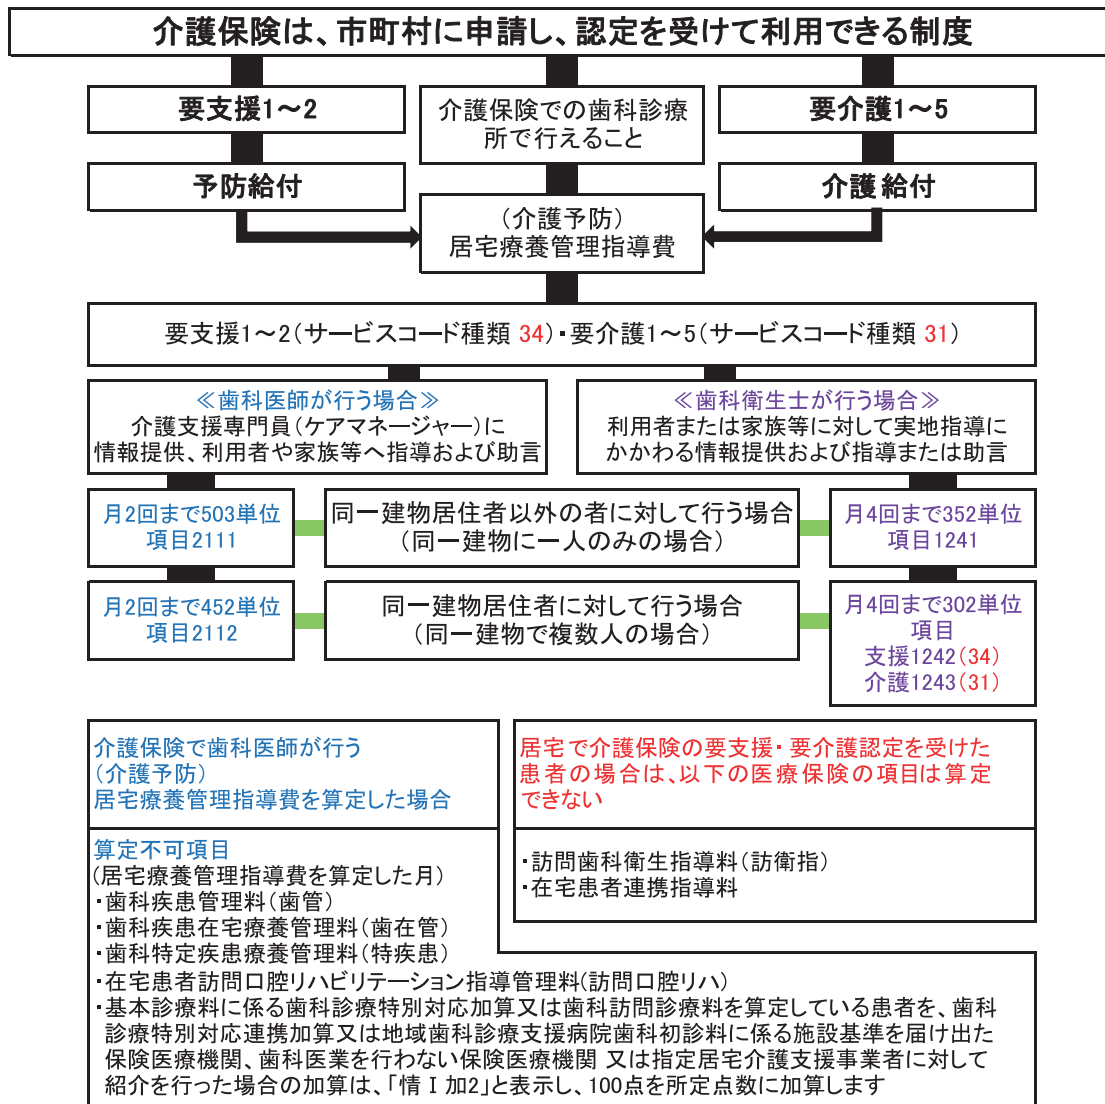 介護保険は、市町村に申請し、認定を受けて利用できる制度
要支援1～2
介護保険での歯科診療
所で行えること
要介護1～5
予防給付
介護給付
（介護予防）
居宅療養管理指導費
要支援1～2（サービスコード種類 34）・要介護1～5（サービスコード種類 31）
≪歯科医師が行う場合≫
介護支援専門員（ケアマネージャー）に
情報提供、利用者や家族等へ指導および助言
≪歯科衛生士が行う場合≫
利用者または家族等に対して実地指導に
かかわる情報提供および指導または助言
月2回まで503単位
項目2111
同一建物居住者以外の者に対して行う場合
（同一建物に一人のみの場合）
月4回まで352単位
項目1241
月2回まで452単位
項目2112
同一建物居住者に対して行う場合
（同一建物で複数人の場合）
月4回まで302単位
項目
支援1242（34）
介護1243（31）
介護保険で歯科医師が行う
（介護予防）
居宅療養管理指導費を算定した場合
算定不可項目
(居宅療養管理指導費を算定した月)
・歯科疾患管理料（歯管）
・歯科疾患在宅療養管理料（歯在管）
・歯科特定疾患療養管理料（特疾患）
・在宅患者訪問口腔リハビリテーション指導管理料(訪問口腔リハ）
・基本診療料に係る歯科診療特別対応加算又は歯科訪問診療料を算定している患者を、歯科
診療特別対応連携加算又は地域歯科診療支援病院歯科初診料に係る施設基準を届け出た
保険医療機関、歯科医業を行わない保険医療機関 又は指定居宅介護支援事業者に対して
紹介を行った場合の加算は、「情Ⅰ加2」と表示し、100点を所定点数に加算します
居宅で介護保険の要支援・要介護認定を受けた
患者の場合は、以下の医療保険の項目は算定
できない
・訪問歯科衛生指導料（訪衛指）
・在宅患者連携指導料